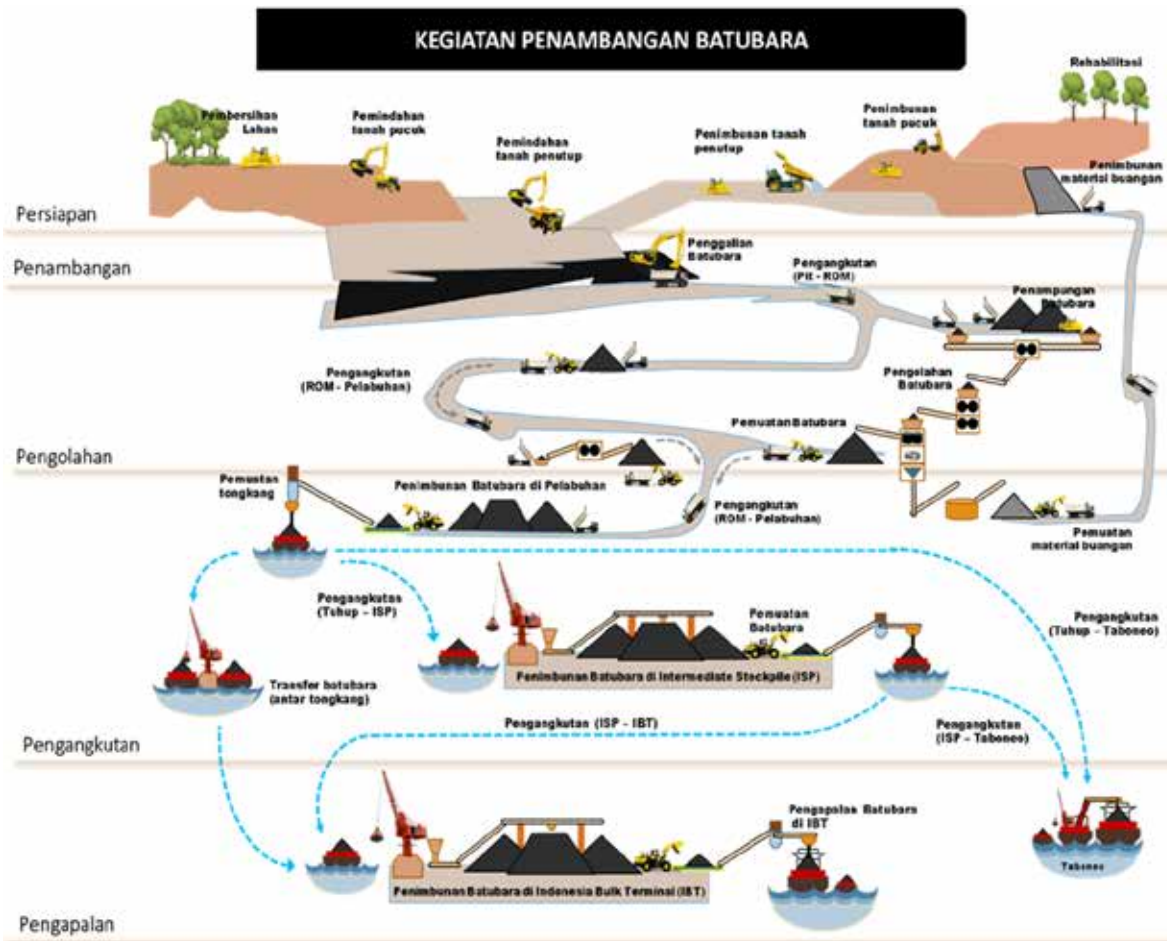 KEGIATAN PENAMBANGAN BATUBARA
Rehabilitasi
Pembersihan
Lahan
Pemindahan
tanah pucuk
Pemindahan
tanah penutup
Penimbunan tanah
penutup
Penimbunan
tanah pucuk
Penimbunan
material buangan
Persiapan
Penambangan
Penggalian
Batubara
Pengangkutan
(Pit - ROM)
Penampungan
Batubara
Pengangkutan
(ROM - Pelabuhan)
Pengolahan
Batubara
Pemuatan Batubara
Pengolahan
Pemuatan
tongkang
Penimbunan Batubara di Pelabuhan
Pengangkutan
(ROM - Pelabuhan)
Pemuatan
material buangan
Pengangkutan
(Tuhup - ISP)
Pemuatan
Batubara
Pengangkutan
(Tuhup - Taboneo)
Penimbunan Batubara di Intermediate Stockpile (ISP)
Transfer batubara
(antar tongkang)
Pengangkutan (ISP - IBT)
Pengangkutan
(ISP - Taboneo)
Pengangkutan
Pengapalan Batubara
di IBT
Taboneo
Penimbunan Batubara di Indonesia Bulk Terminal (IBT)
Pengapalan